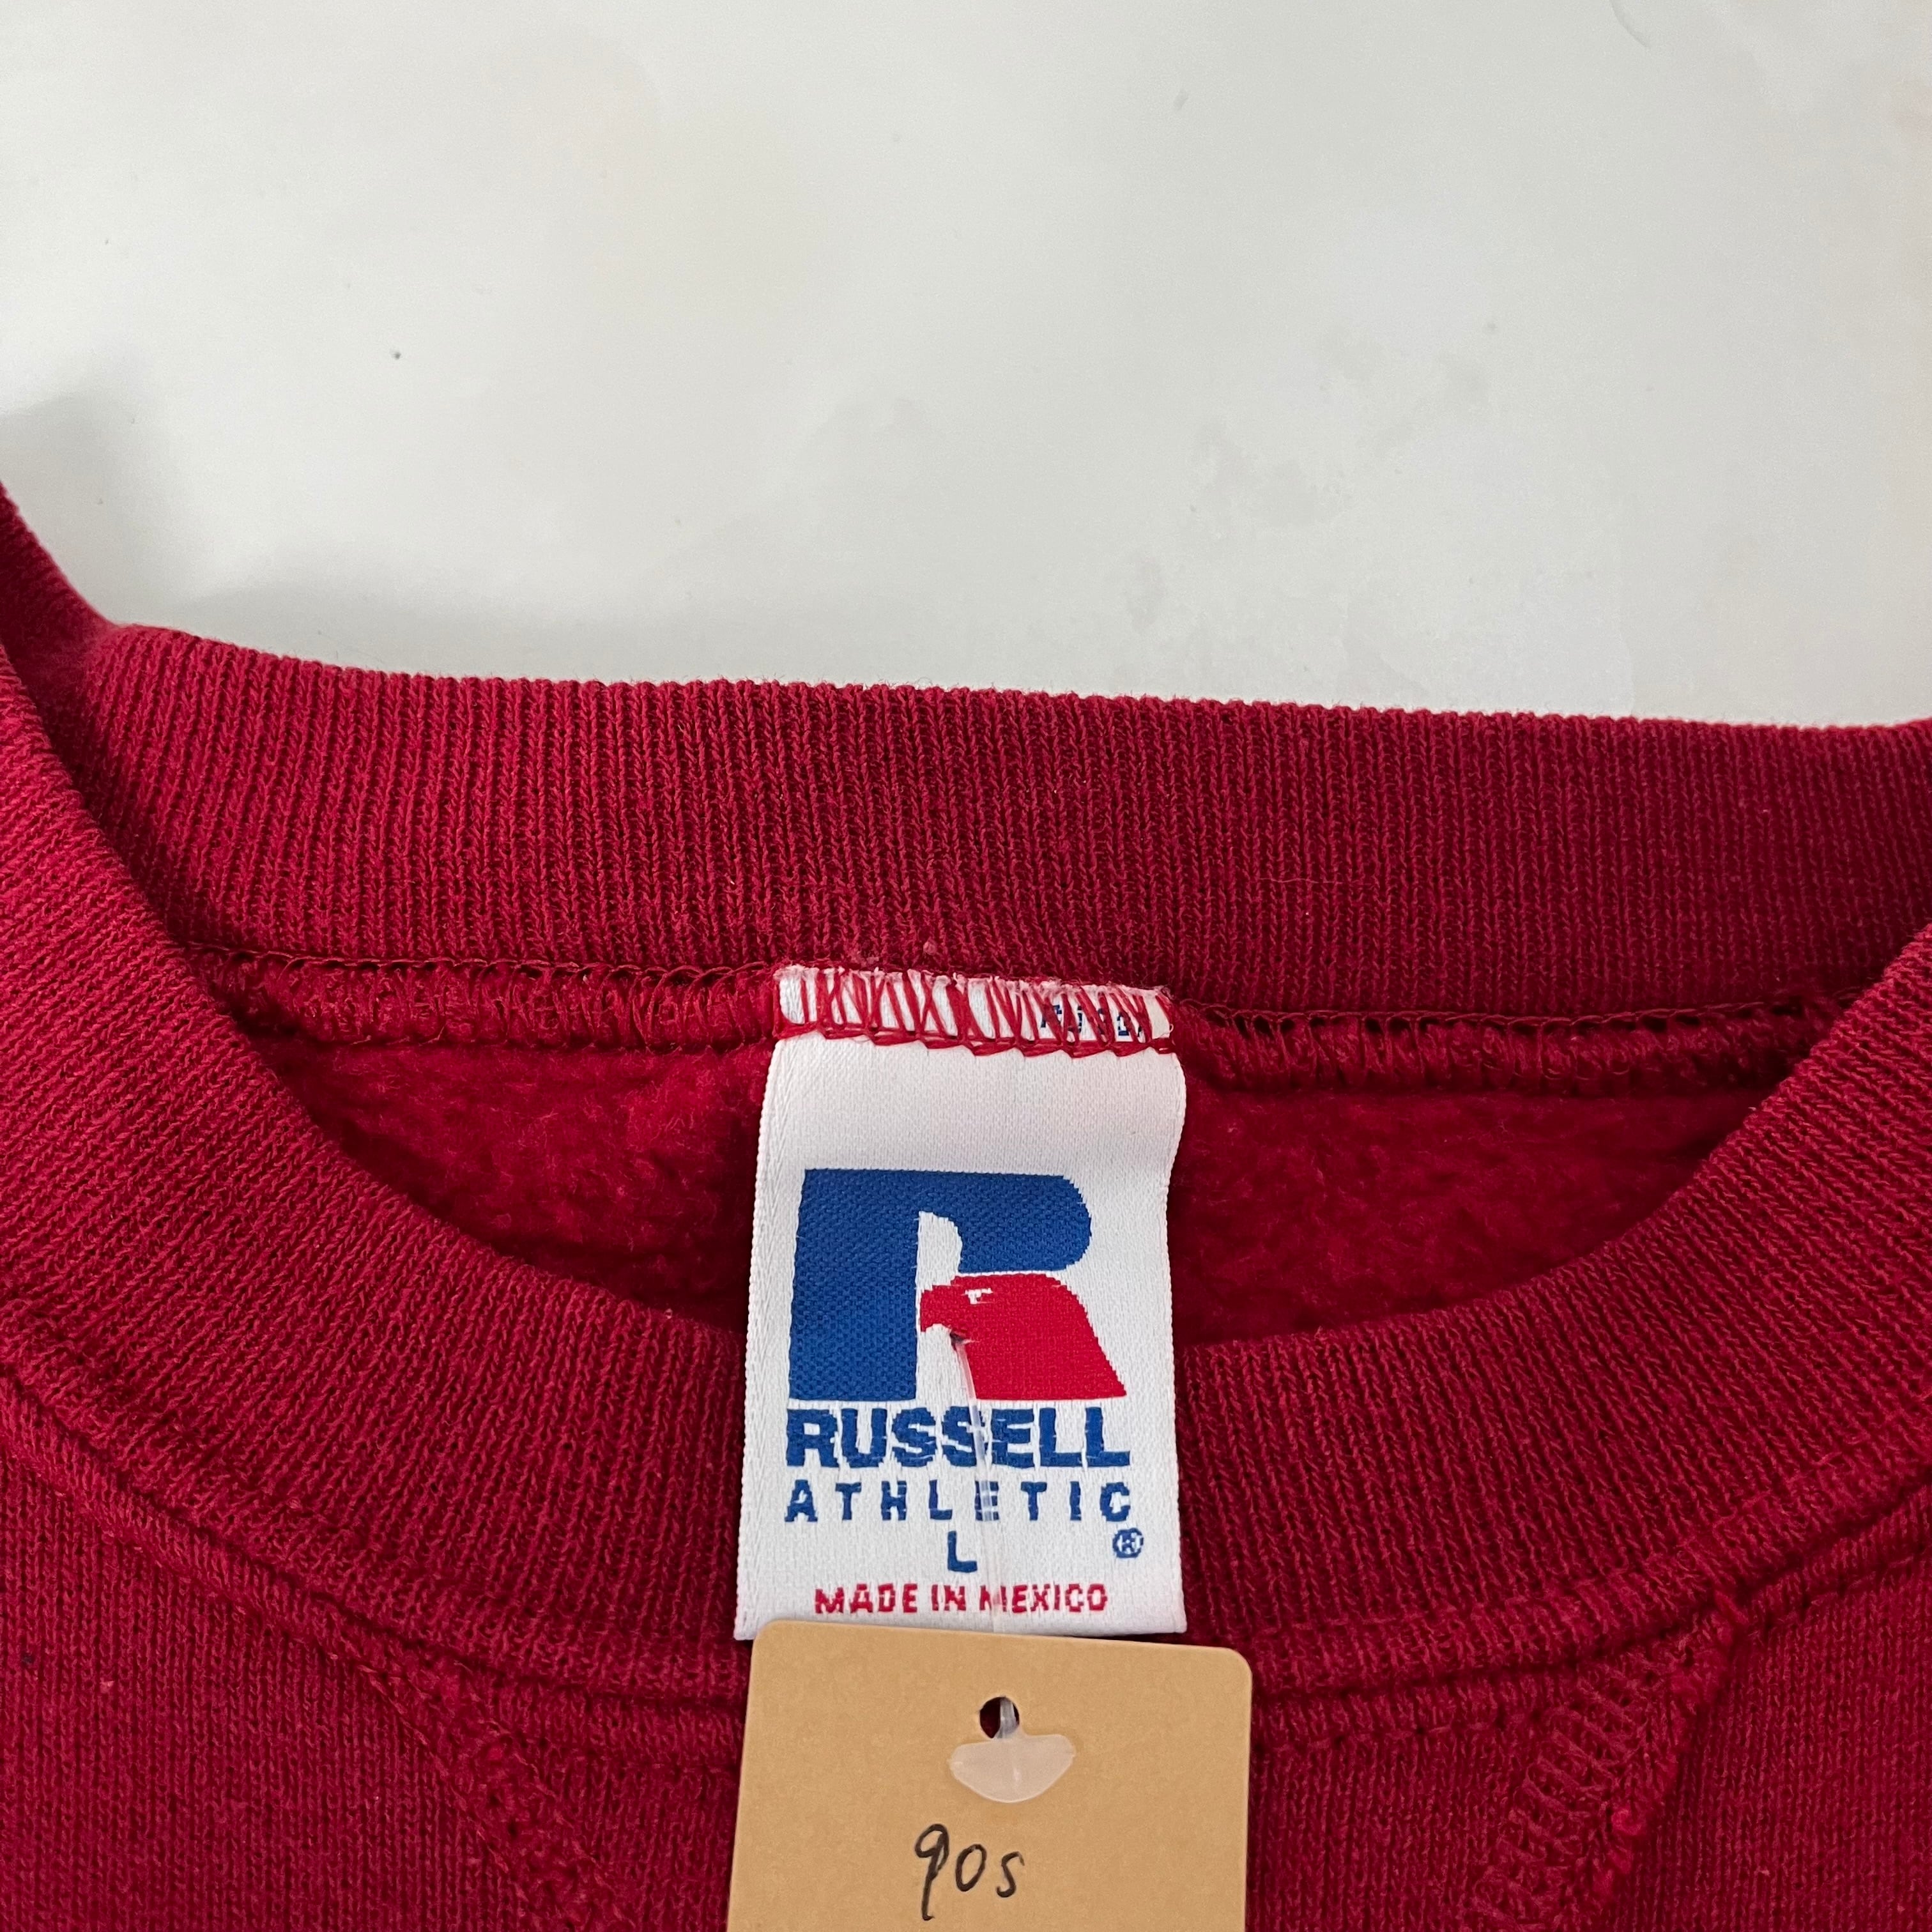 RUSSELL
ATHLETIC
L ®
MADE IN MEXICO
90s